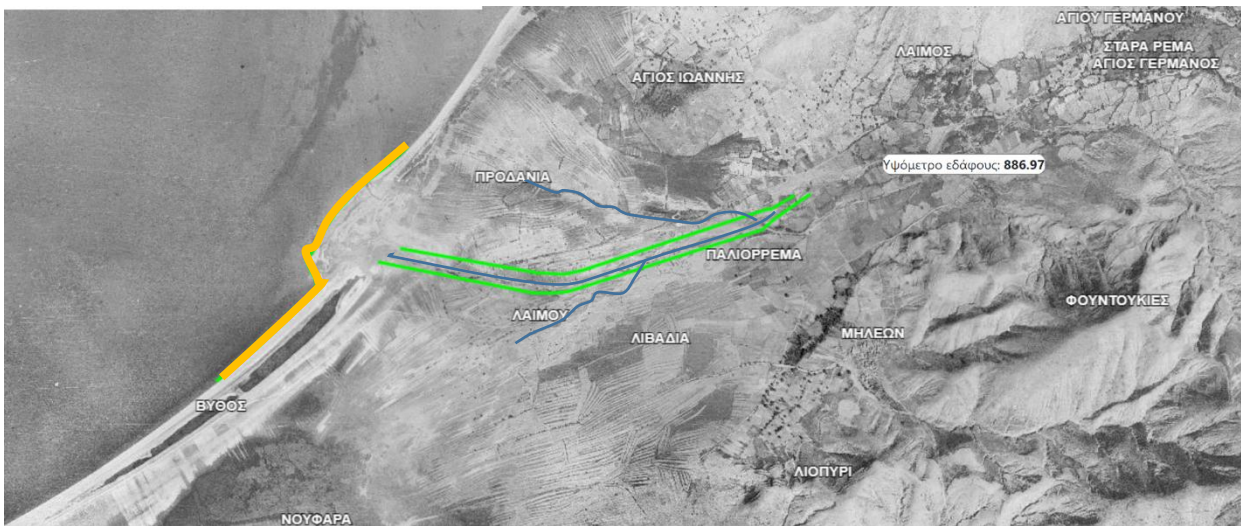 ΑΓΙΟΥ ΓΕΡΜΑΝΟΥ
ΛΑΙΜΟΣ
ΣΤΑΡΑ ΡΕΜΑ
ΑΓΙΟΣ ΓΕΡΜΑΝΟΣ
ΑΓΙΟΣ ΙΩΑΝΝΗΣ
Υψόμετρο εδάφους: 886.97
ΠΡΟΔΑΝΙΑ
ΠΑΛΙΟΡΡΕΜΑ
ΦΟΥΝΤΟΥΚΙΕΣ
ΛΑΙΜΟΥ
ΛΙΒΑΔΙΑ
ΜΗΛΕΩΝ
ΒΥΘΟΣ
ΛΙΟΠΥΡΙ
ΝΟΥΦΑΡΑ